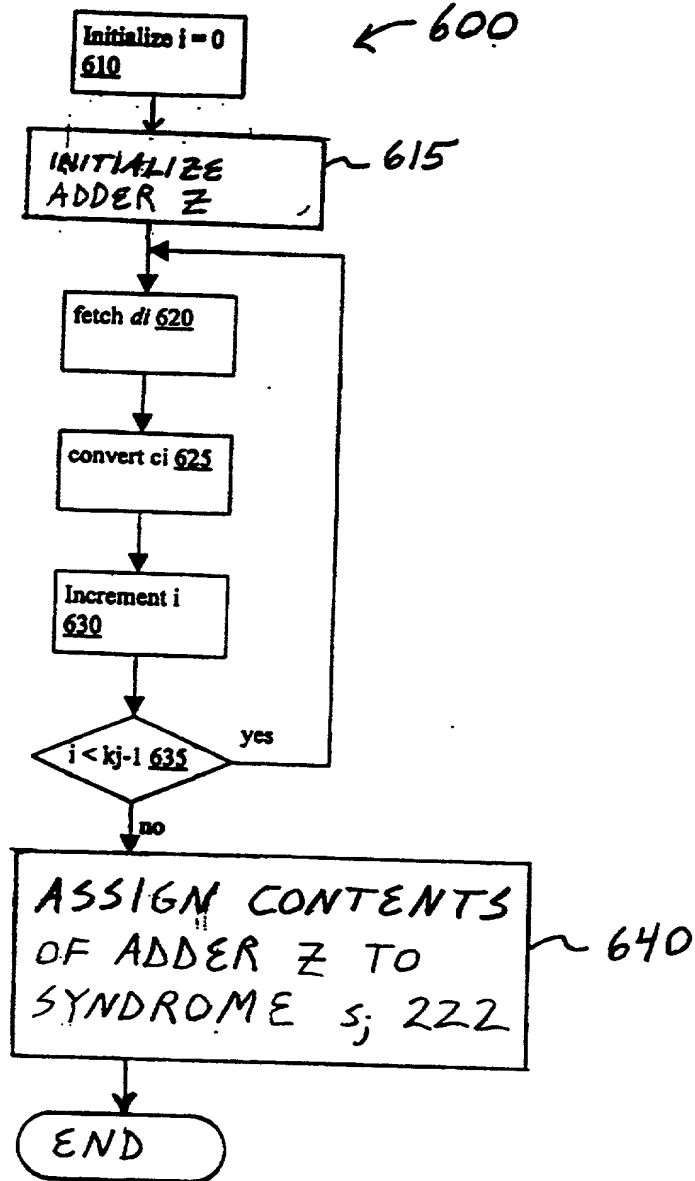 Initialize i = 0
610
600
INITIALIZE
ADDER Z
615
fetch di 620
convert ci 625
Increment i
630
i < kj-1 635
yes
no
ASSIGN CONTENTS
OF ADDER Z TO
SYNDROME sj 222
640
END